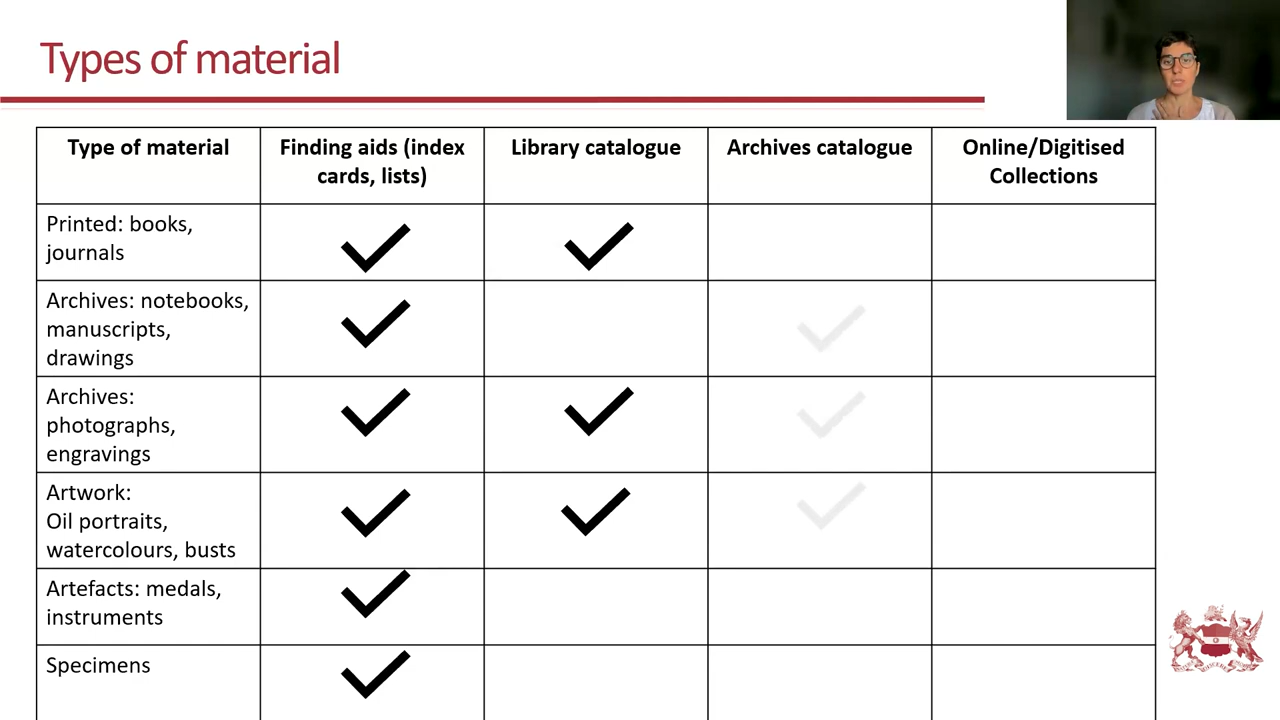 Types of material
Type of material
Finding aids (index
cards, lists)
Library catalogue
Archives catalogue
Online/Digitised
Collections
Printed: books,
journals
Archives: notebooks,
manuscripts,
drawings
Archives:
photographs,
engravings
Artwork:
Oil portraits,
watercolours, busts
Artefacts: medals,
instruments
Specimens